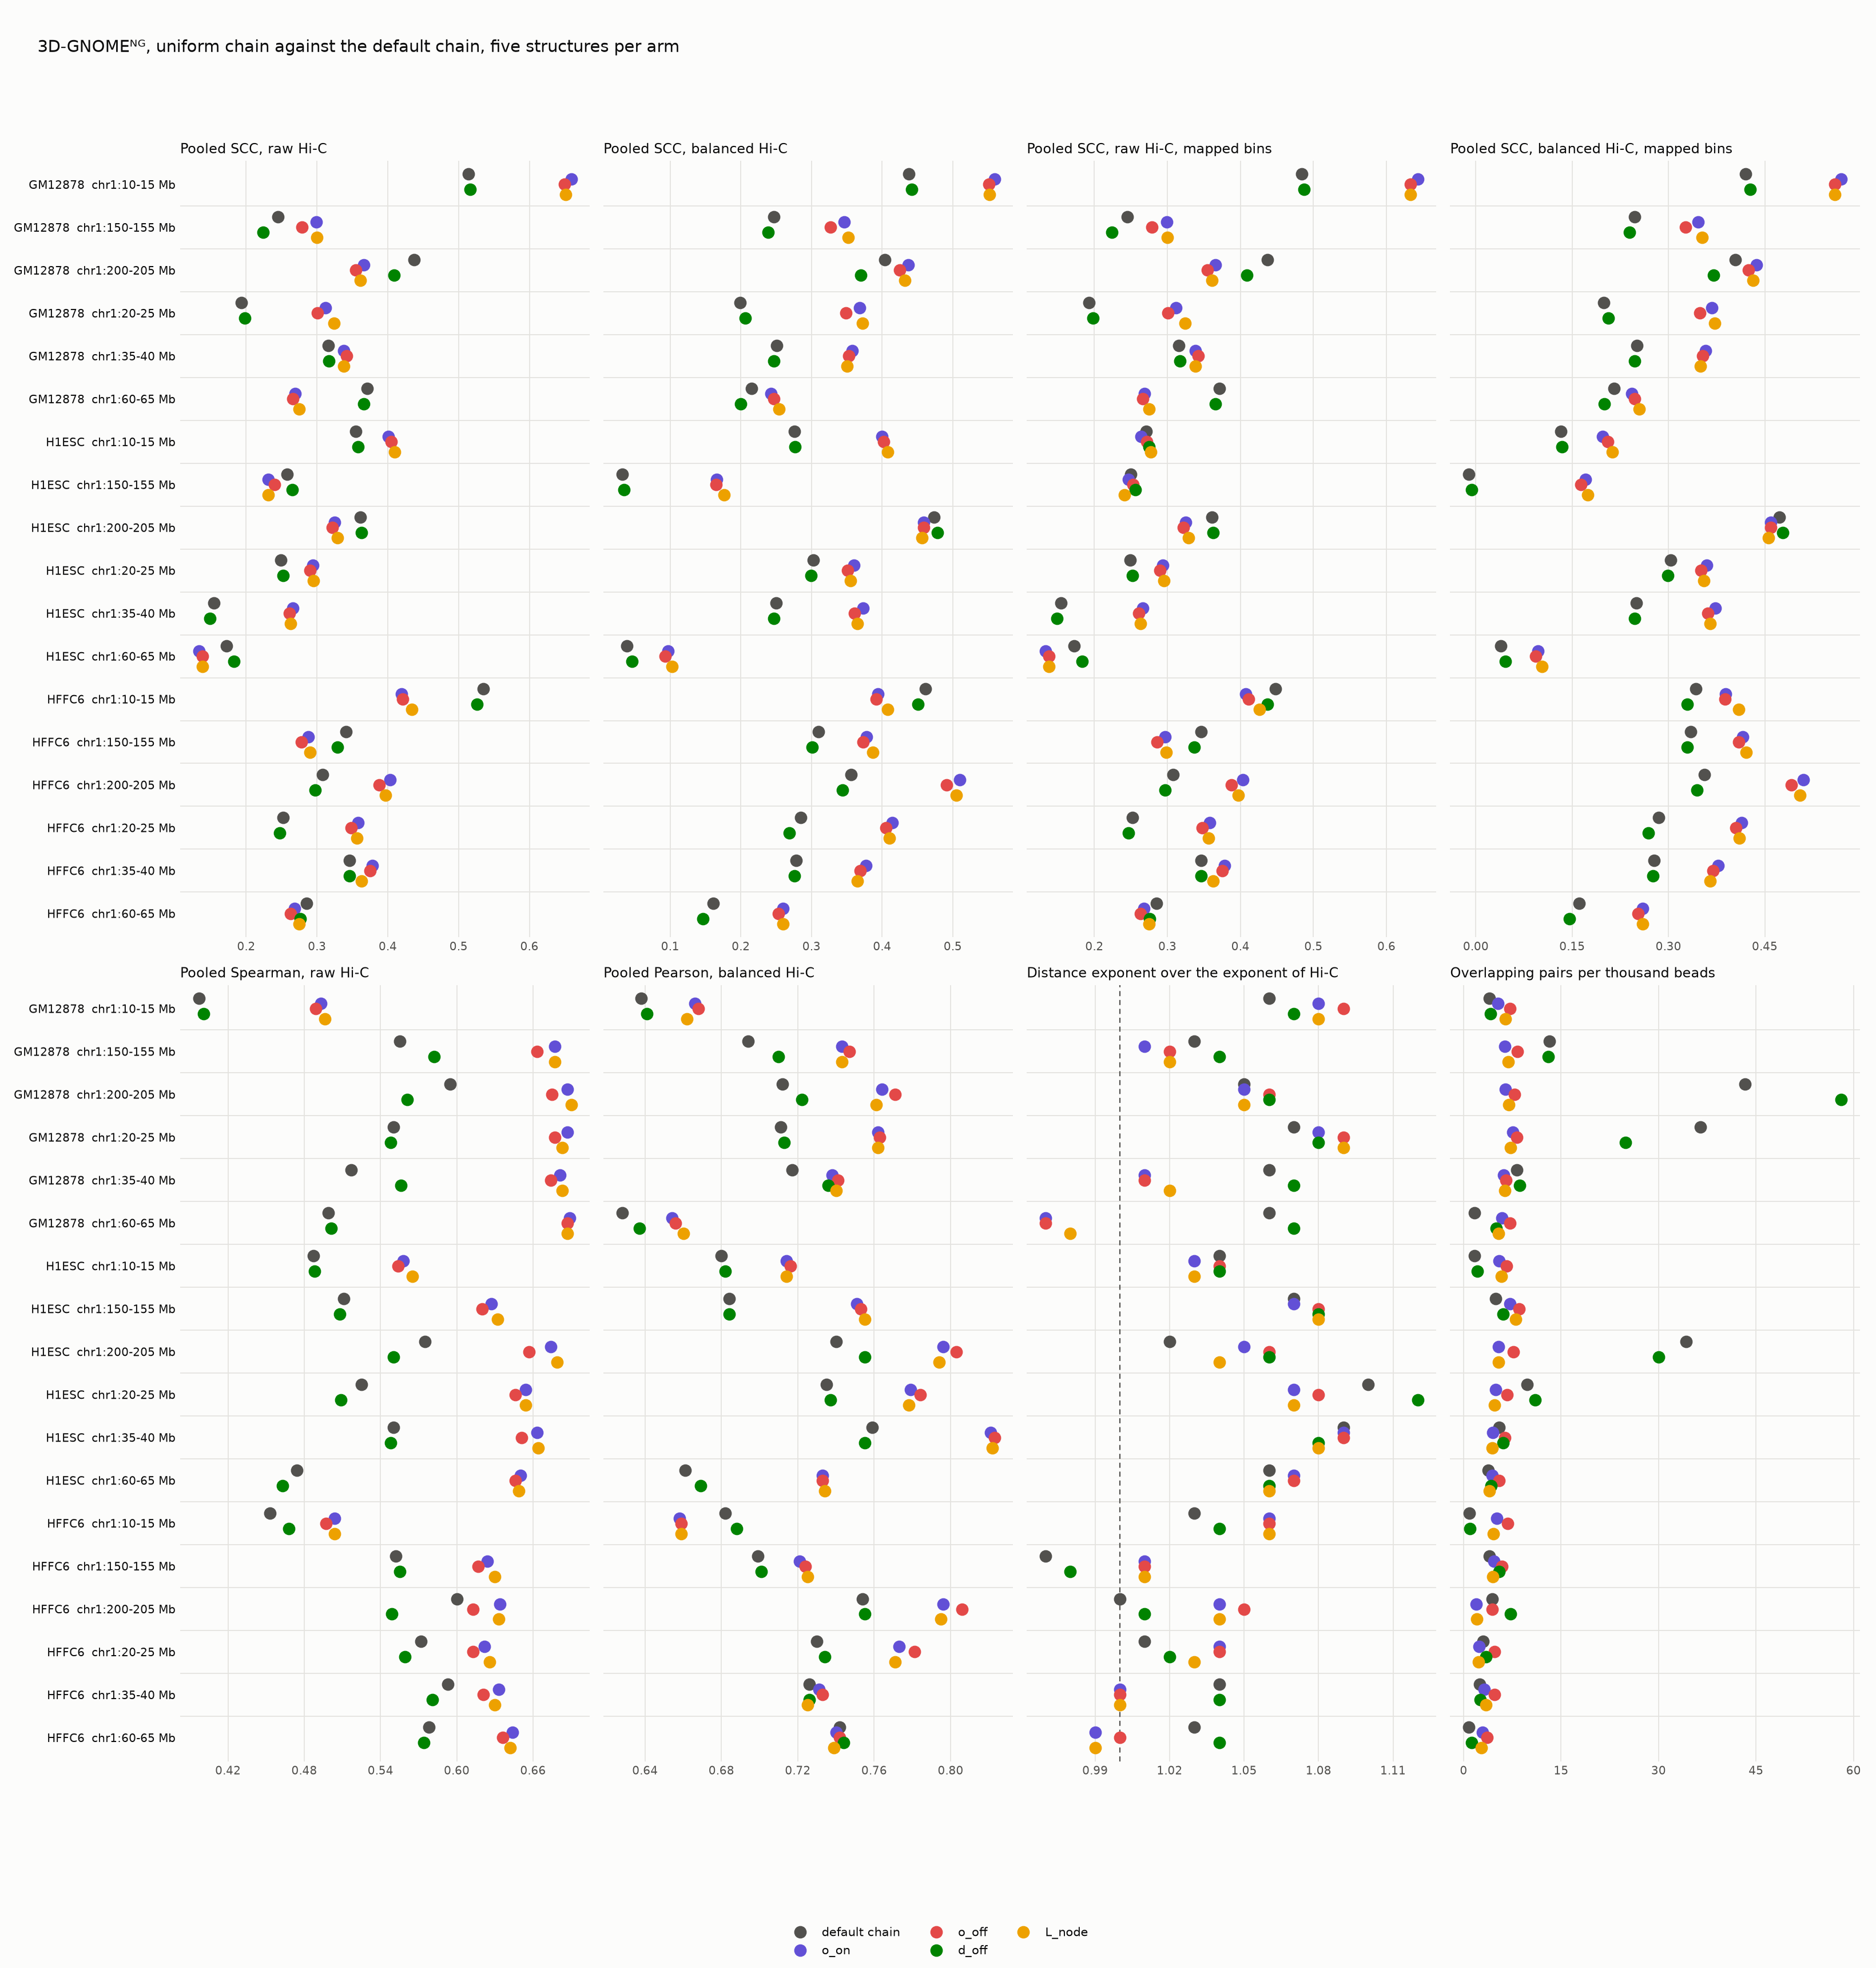 3D-GNOMEᴺᴳ, uniform chain against the default chain, five structures per arm
Pooled SCC, raw Hi-C
Pooled SCC, balanced Hi-C
Pooled SCC, raw Hi-C, mapped bins
Pooled SCC, balanced Hi-C, mapped bins
GM12878 chr1:10-15 Mb
GM12878 chr1:150-155 Mb
GM12878 chr1:200-205 Mb
GM12878 chr1:20-25 Mb
GM12878 chr1:35-40 Mb
GM12878 chr1:60-65 Mb
H1ESC chr1:10-15 Mb
H1ESC chr1:150-155 Mb
H1ESC chr1:200-205 Mb
H1ESC chr1:20-25 Mb
H1ESC chr1:35-40 Mb
H1ESC chr1:60-65 Mb
HFFC6 chr1:10-15 Mb
HFFC6 chr1:150-155 Mb
HFFC6 chr1:200-205 Mb
HFFC6 chr1:20-25 Mb
HFFC6 chr1:35-40 Mb
HFFC6 chr1:60-65 Mb
0.2 0.3 0.4 0.5 0.6
0.1 0.2 0.3 0.4 0.5
0.2 0.3 0.4 0.5 0.6
0.00 0.15 0.30 0.45
Pooled Spearman, raw Hi-C
Pooled Pearson, balanced Hi-C
Distance exponent over the exponent of Hi-C
Overlapping pairs per thousand beads
GM12878 chr1:10-15 Mb
GM12878 chr1:150-155 Mb
GM12878 chr1:200-205 Mb
GM12878 chr1:20-25 Mb
GM12878 chr1:35-40 Mb
GM12878 chr1:60-65 Mb
H1ESC chr1:10-15 Mb
H1ESC chr1:150-155 Mb
H1ESC chr1:200-205 Mb
H1ESC chr1:20-25 Mb
H1ESC chr1:35-40 Mb
H1ESC chr1:60-65 Mb
HFFC6 chr1:10-15 Mb
HFFC6 chr1:150-155 Mb
HFFC6 chr1:200-205 Mb
HFFC6 chr1:20-25 Mb
HFFC6 chr1:35-40 Mb
HFFC6 chr1:60-65 Mb
0.42 0.48 0.54 0.60 0.66
0.64 0.68 0.72 0.76 0.80
0.99 1.02 1.05 1.08 1.11
0 15 30 45 60
default chain
o_on
o_off
d_off
L_node